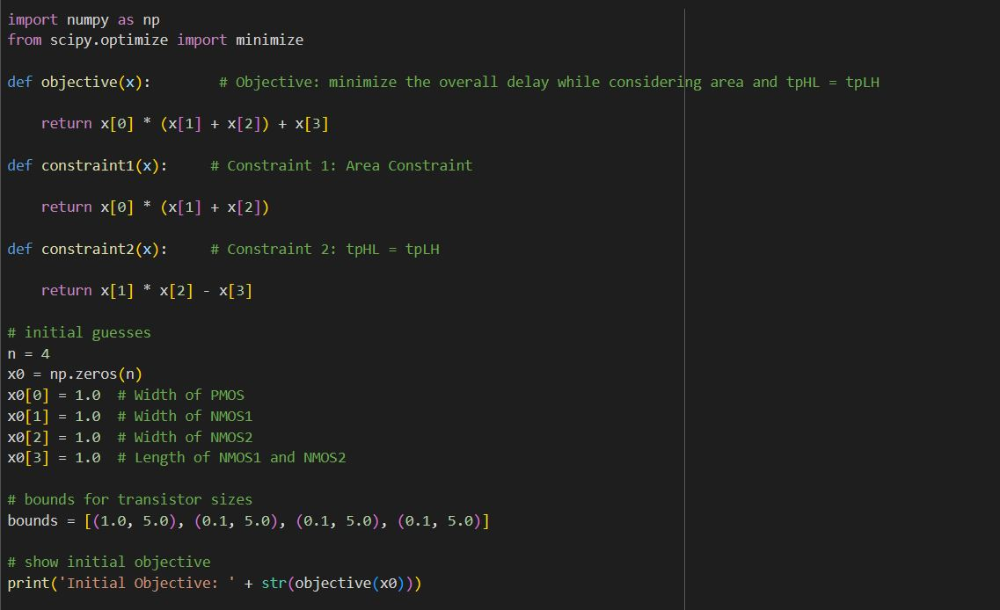 import numpy as np
from scipy.optimize import minimize
def objective(x):        # Objective: minimize the overall delay while considering area and tpHL = tpLH
    return x[0] * (x[1] + x[2]) + x[3]
def constraint1(x):     # Constraint 1: Area Constraint
    return x[0] * (x[1] + x[2])
def constraint2(x):     # Constraint 2: tpHL = tpLH
    return x[1] * x[2] - x[3]
# initial guesses
n = 4
x0 = np.zeros(n)
x0[0] = 1.0  # Width of PMOS
x0[1] = 1.0  # Width of NMOS1
x0[2] = 1.0  # Width of NMOS2
x0[3] = 1.0  # Length of NMOS1 and NMOS2
# bounds for transistor sizes
bounds = [(1.0, 5.0), (0.1, 5.0), (0.1, 5.0), (0.1, 5.0)]
# show initial objective
print('Initial Objective: ' + str(objective(x0)))